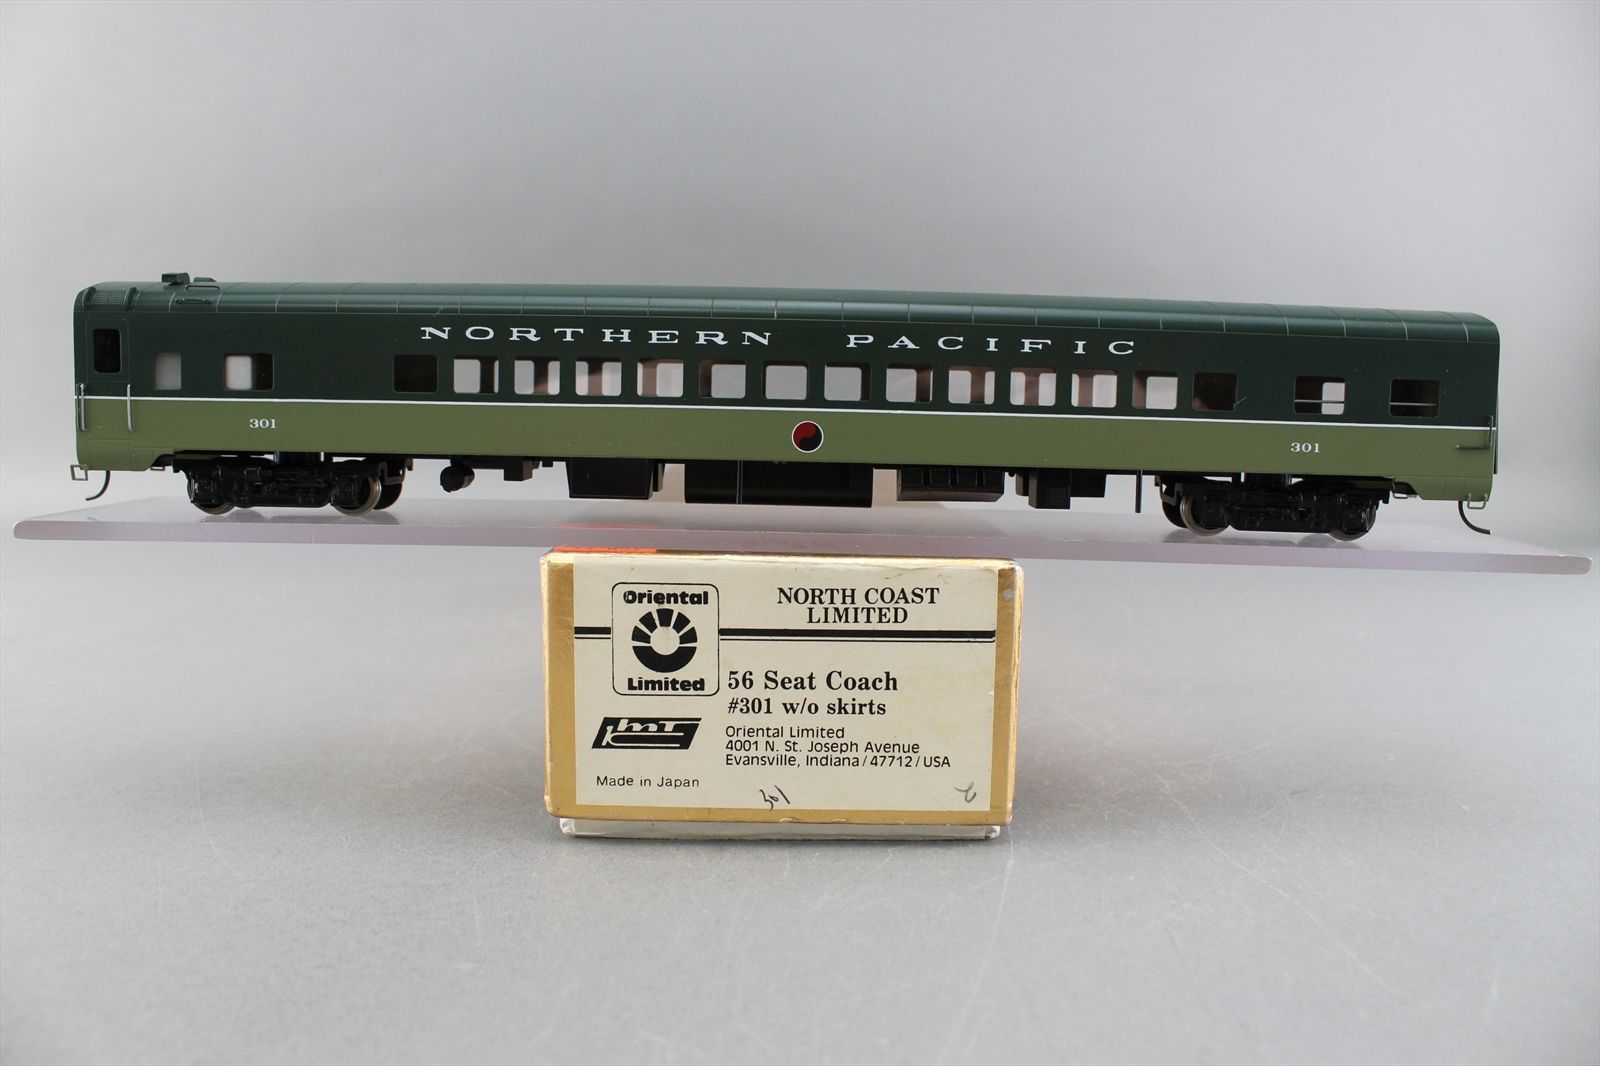 NORTHERN PACIFIC
301
301
Oriental
Limited
NORTH COAST
LIMITED
56 Seat Coach
#301 w/o skirts
KMT
Oriental Limited
4001 N. St. Joseph Avenue
Evansville, Indiana/47712/USA
Made in Japan
301